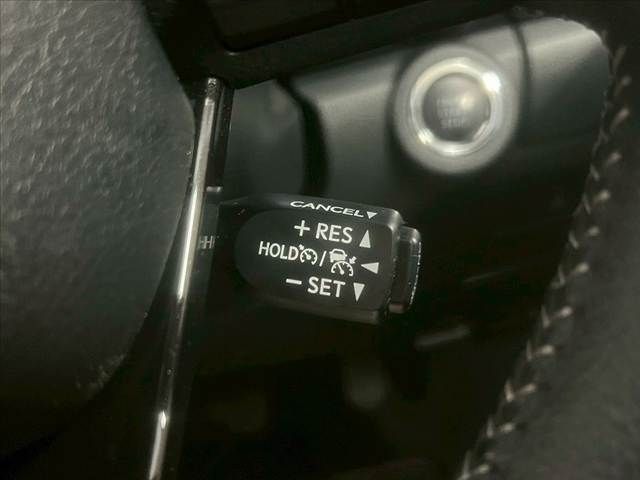 CANCEL▼
+ RES ▲
HOLD / ◀
− SET ▼